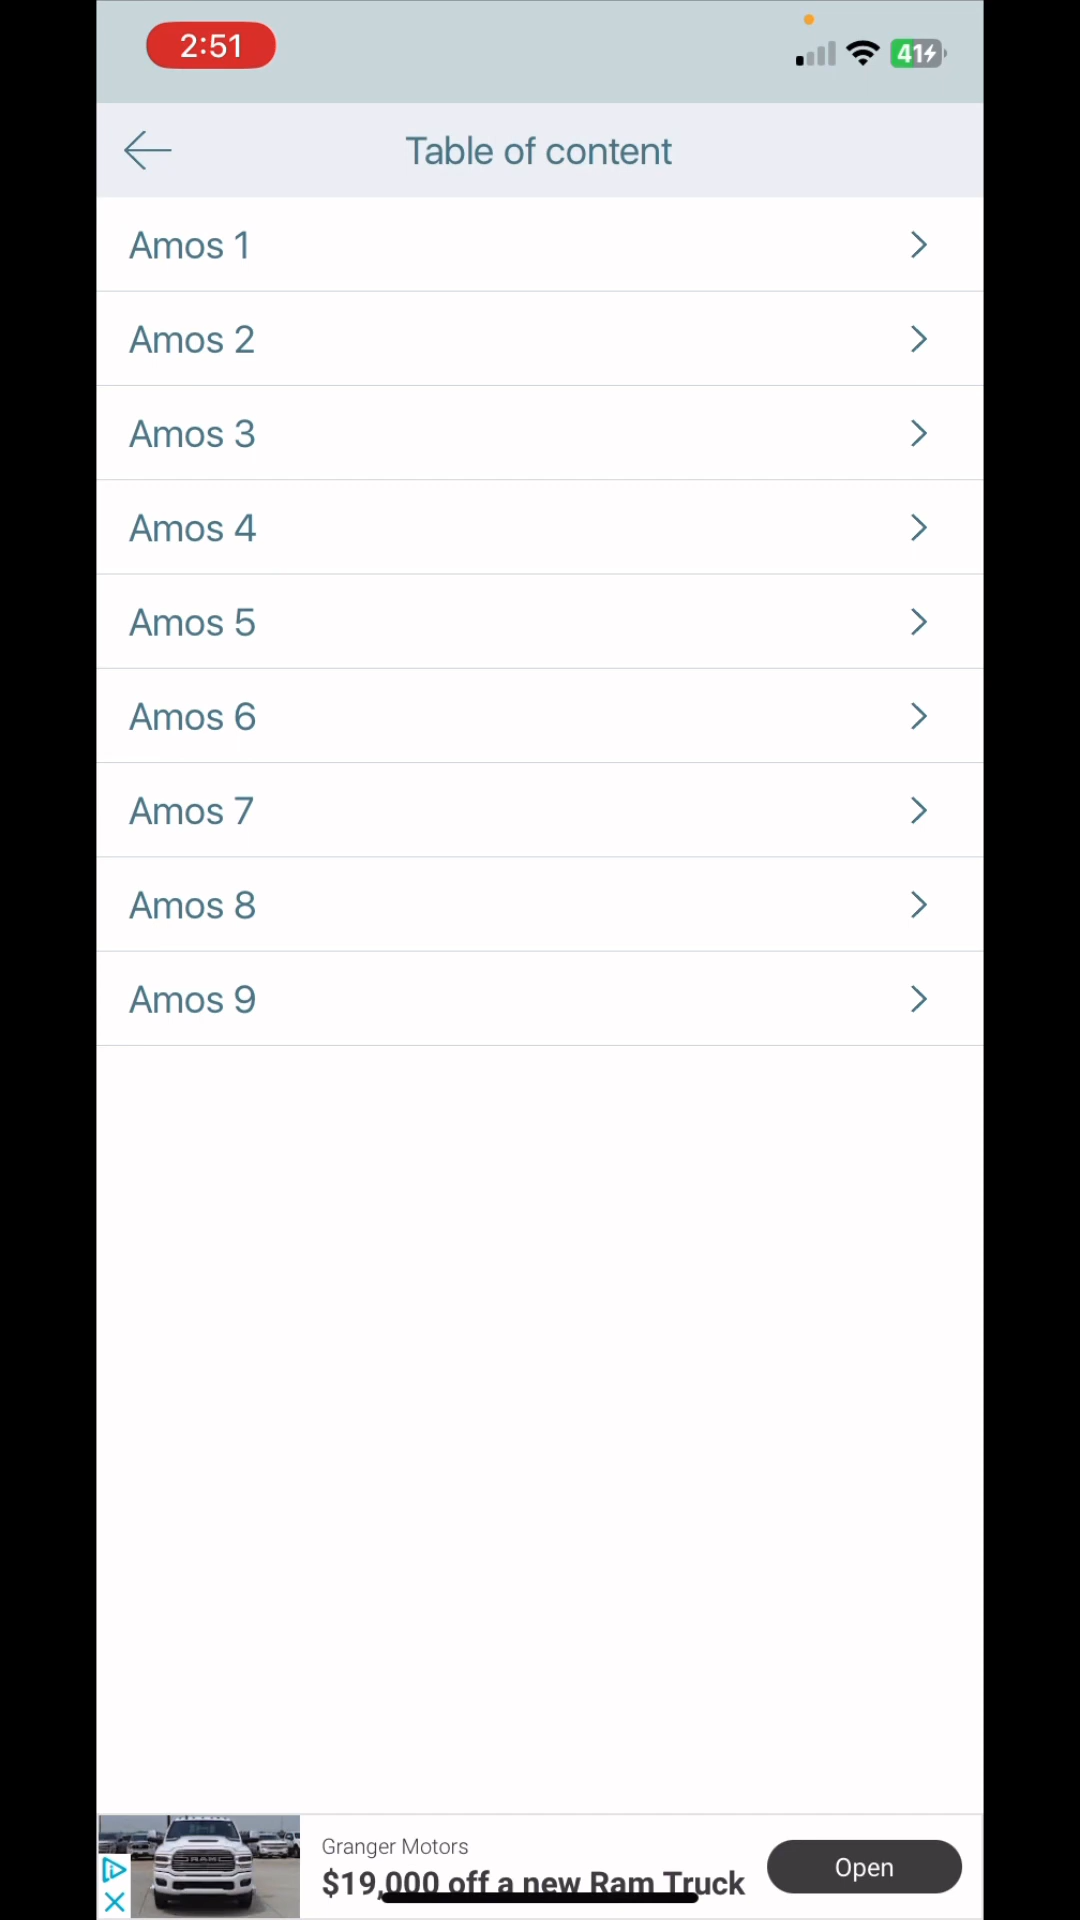 2:51
41
Table of content
Amos 1
Amos 2
Amos 3
Amos 4
Amos 5
Amos 6
Amos 7
Amos 8
Amos 9
RAM
Granger Motors
$19,000 off a new Ram Truck
Open